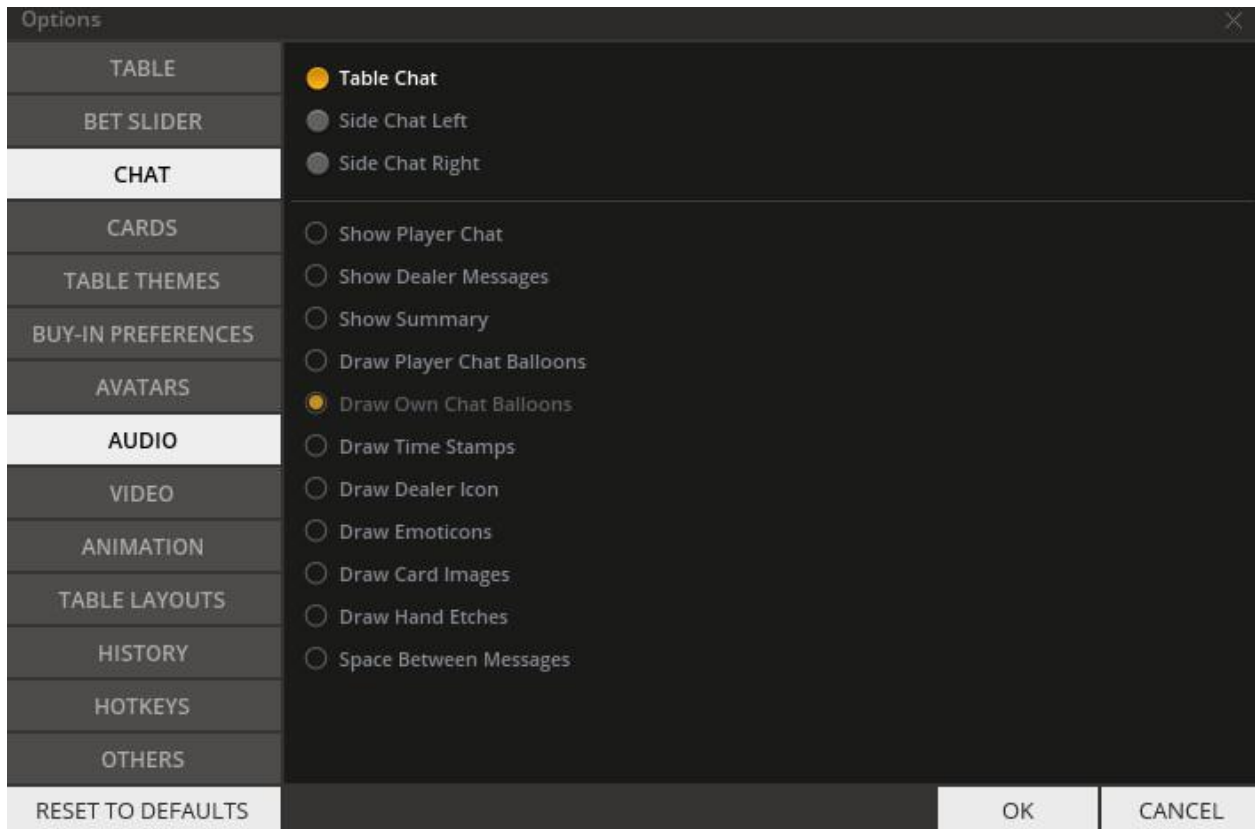 Options
TABLE
BET SLIDER
CHAT
CARDS
TABLE THEMES
BUY-IN PREFERENCES
AVATARS
AUDIO
VIDEO
ANIMATION
TABLE LAYOUTS
HISTORY
HOTKEYS
OTHERS
RESET TO DEFAULTS
Table Chat
Side Chat Left
Side Chat Right
Show Player Chat
Show Dealer Messages
Show Summary
Draw Player Chat Balloons
Draw Own Chat Balloons
Draw Time Stamps
Draw Dealer Icon
Draw Emoticons
Draw Card Images
Draw Hand Etches
Space Between Messages
OK
CANCEL